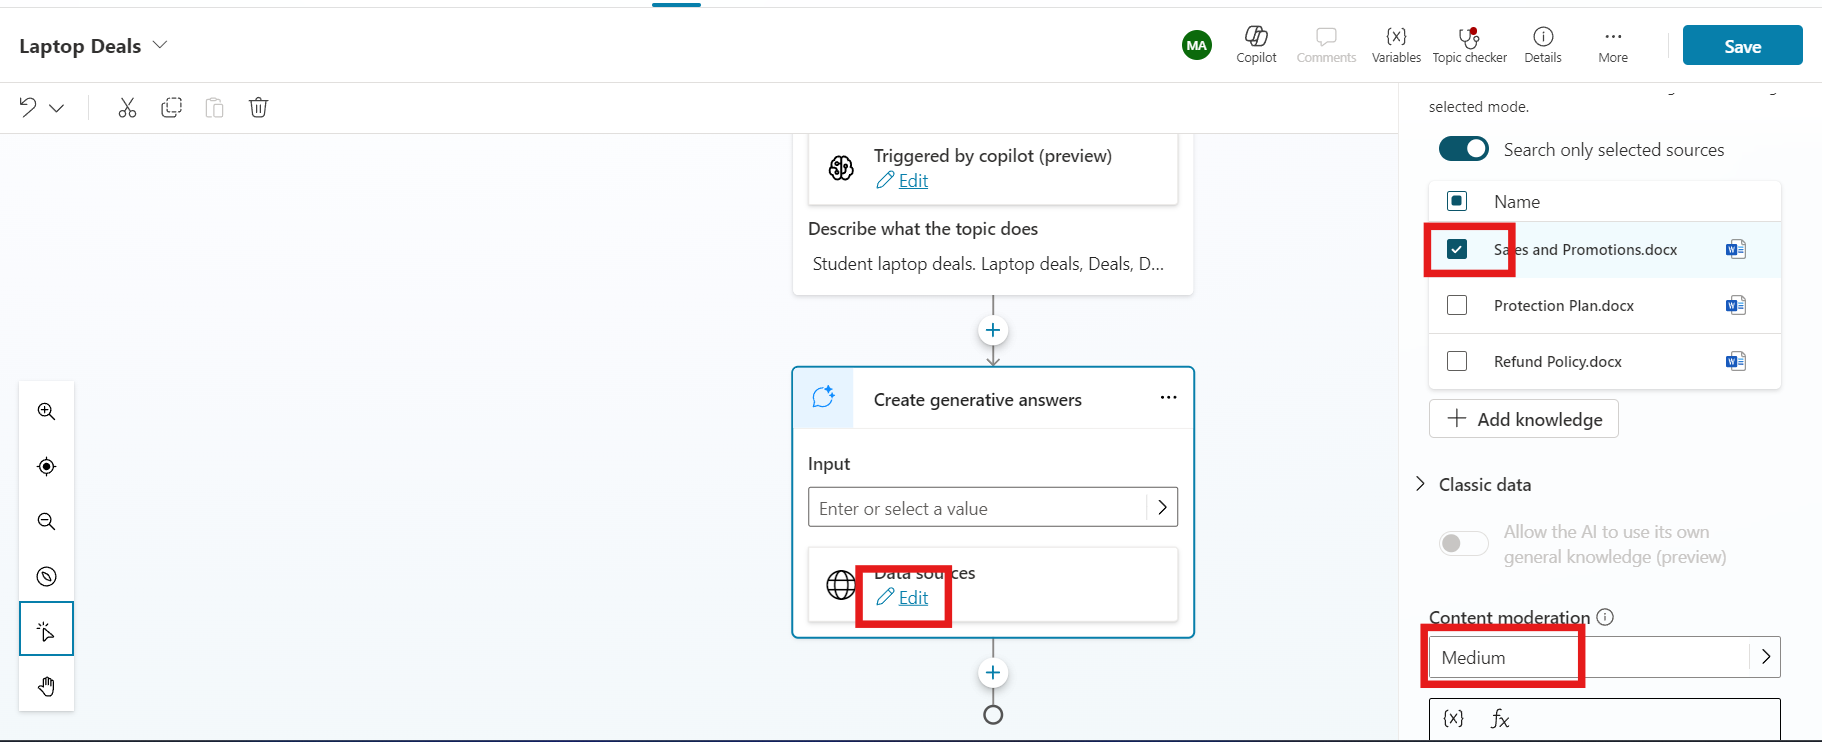 Laptop Deals
MA
Copilot
Comments
{x}
Variables
Topic checker
Details
More
Save
selected mode.
Search only selected sources
Name
Sales and Promotions.docx
Protection Plan.docx
Refund Policy.docx
Add knowledge
Classic data
Allow the AI to use its own
general knowledge (preview)
Content moderation
Medium
{x} fx
Triggered by copilot (preview)
Edit
Describe what the topic does
Student laptop deals. Laptop deals, Deals, D...
Create generative answers
Input
Enter or select a value
Data sources
Edit